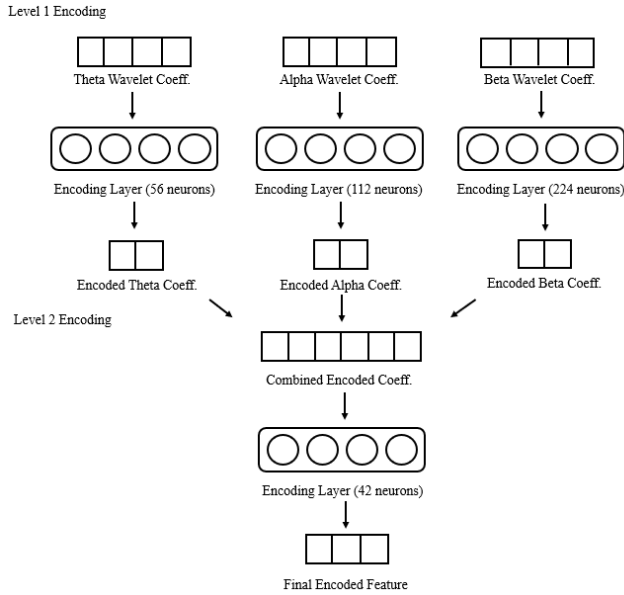 Level 1 Encoding
Theta Wavelet Coeff.
Alpha Wavelet Coeff.
Beta Wavelet Coeff.
Encoding Layer (56 neurons)
Encoding Layer (112 neurons)
Encoding Layer (224 neurons)
Encoded Theta Coeff.
Encoded Alpha Coeff.
Encoded Beta Coeff.
Level 2 Encoding
Combined Encoded Coeff.
Encoding Layer (42 neurons)
Final Encoded Feature